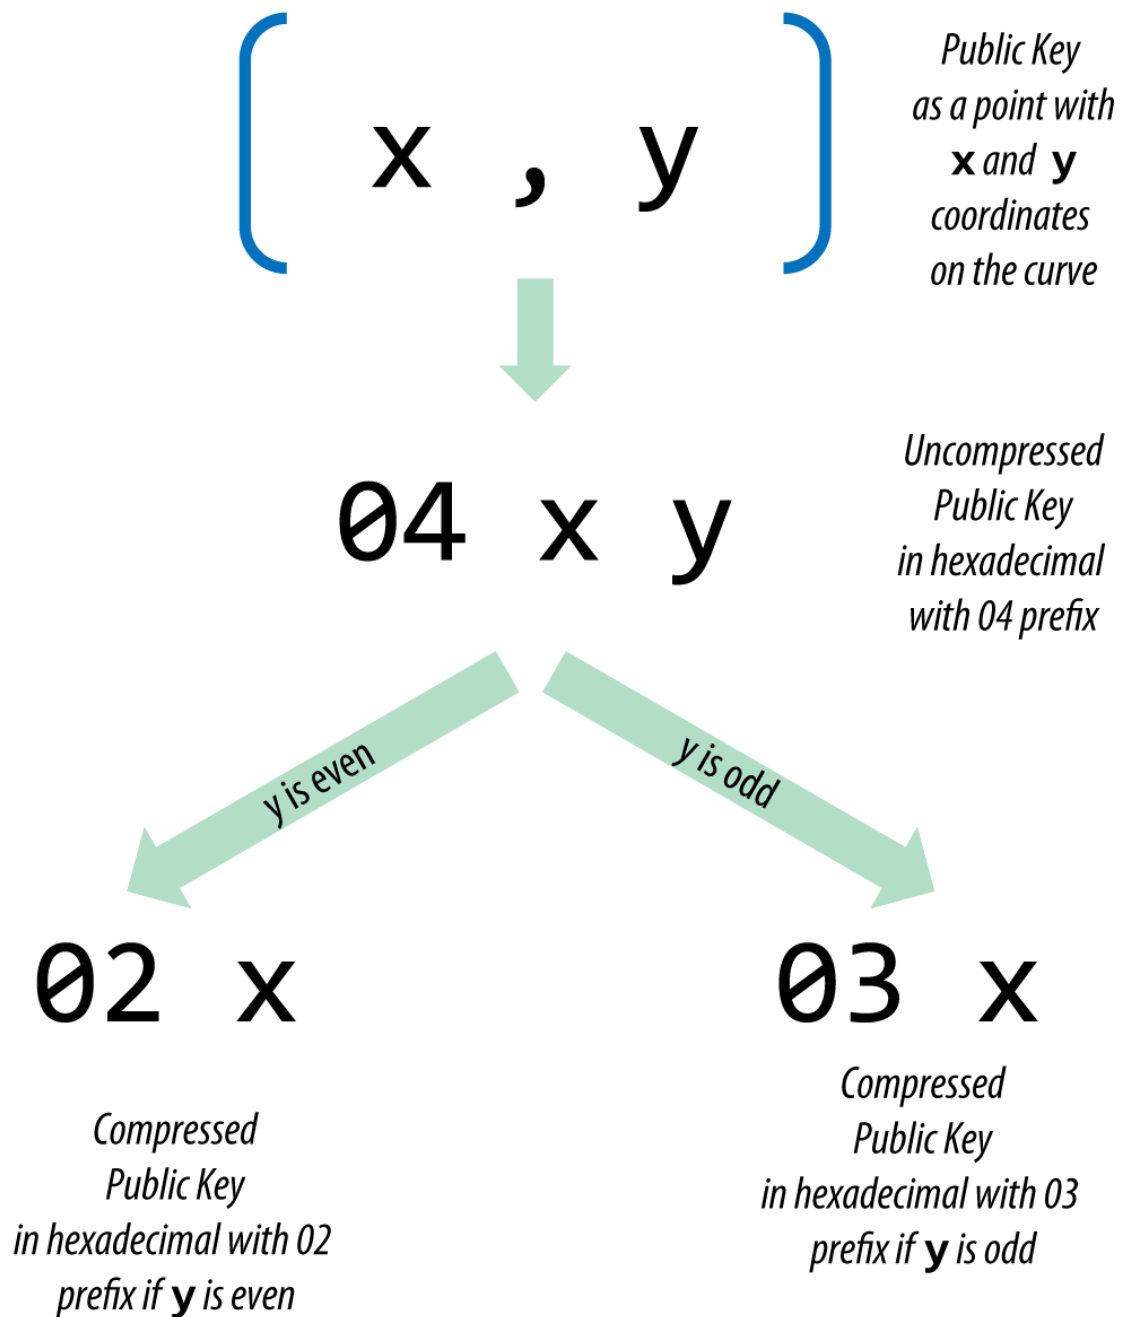 x , y
Public Key
as a point with
x and y
coordinates
on the curve
04 x y
Uncompressed
Public Key
in hexadecimal
with 04 prefix
y is even
y is odd
02 x
Compressed
Public Key
in hexadecimal with 02
prefix if y is even
03 x
Compressed
Public Key
in hexadecimal with 03
prefix if y is odd